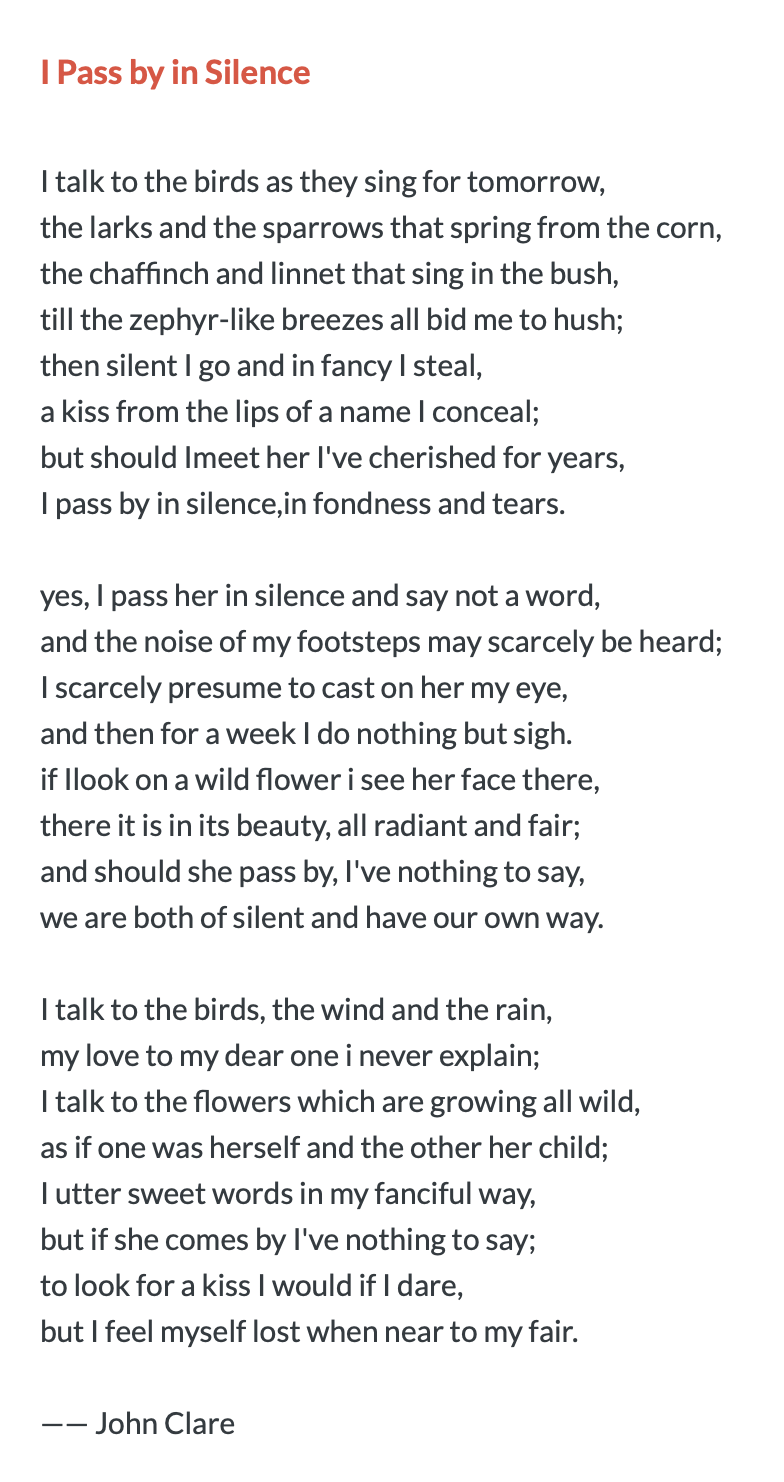 I Pass by in Silence
I talk to the birds as they sing for tomorrow,
the larks and the sparrows that spring from the corn,
the chaffinch and linnet that sing in the bush,
till the zephyr-like breezes all bid me to hush;
then silent I go and in fancy I steal,
a kiss from the lips of a name I conceal;
but should Imeet her I've cherished for years,
I pass by in silence,in fondness and tears.
yes, I pass her in silence and say not a word,
and the noise of my footsteps may scarcely be heard;
I scarcely presume to cast on her my eye,
and then for a week I do nothing but sigh.
if Ilook on a wild flower i see her face there,
there it is in its beauty, all radiant and fair;
and should she pass by, I've nothing to say,
we are both of silent and have our own way.
I talk to the birds, the wind and the rain,
my love to my dear one i never explain;
I talk to the flowers which are growing all wild,
as if one was herself and the other her child;
I utter sweet words in my fanciful way,
but if she comes by I've nothing to say;
to look for a kiss I would if I dare,
but I feel myself lost when near to my fair.
—— John Clare